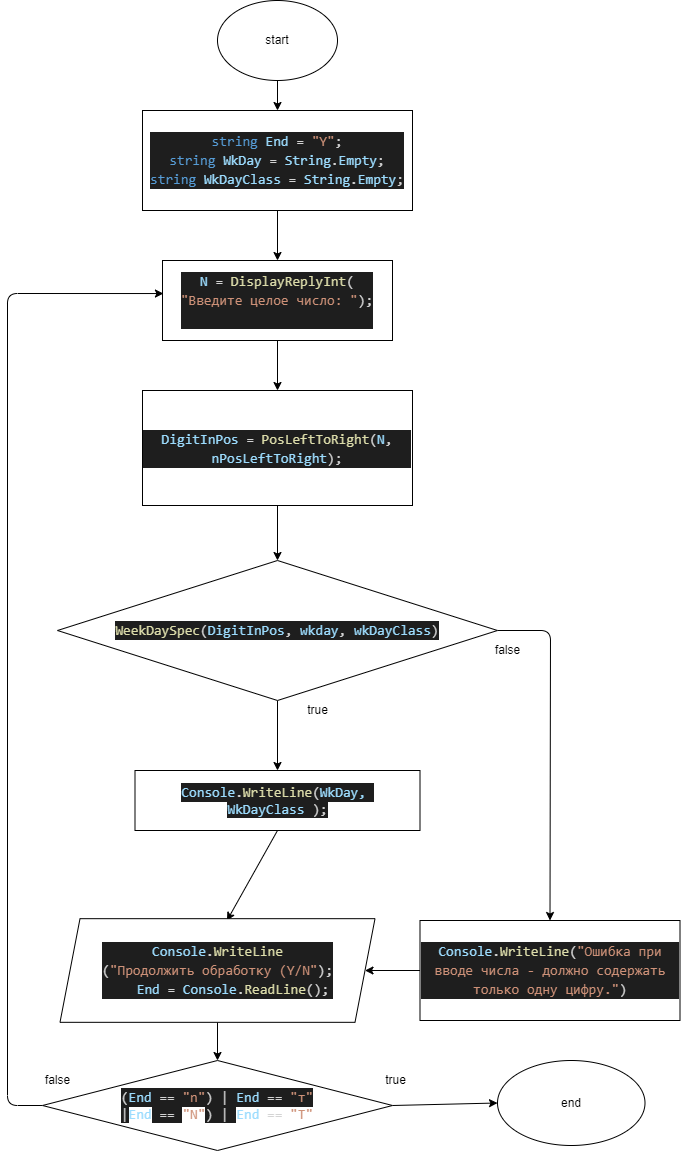 start
string End = "Y";
string WkDay = String.Empty;
string WkDayClass = String.Empty;
N = DisplayReplyInt(
"Введите целое число: ");
DigitInPos = PosLeftToRight(N,
nPosLeftToRight);
WeekDaySpec(DigitInPos, wkday, wkDayClass)
false
true
Console.WriteLine(WkDay,
WkDayClass );
Console.WriteLine
("Продолжить обработку (Y/N");
End = Console.ReadLine();
Console.WriteLine("Ошибка при
вводе числа - должно содержать
только одну цифру.")
false
true
(End == "n") | End == "т"
|End == "N") | End == "Т"
end